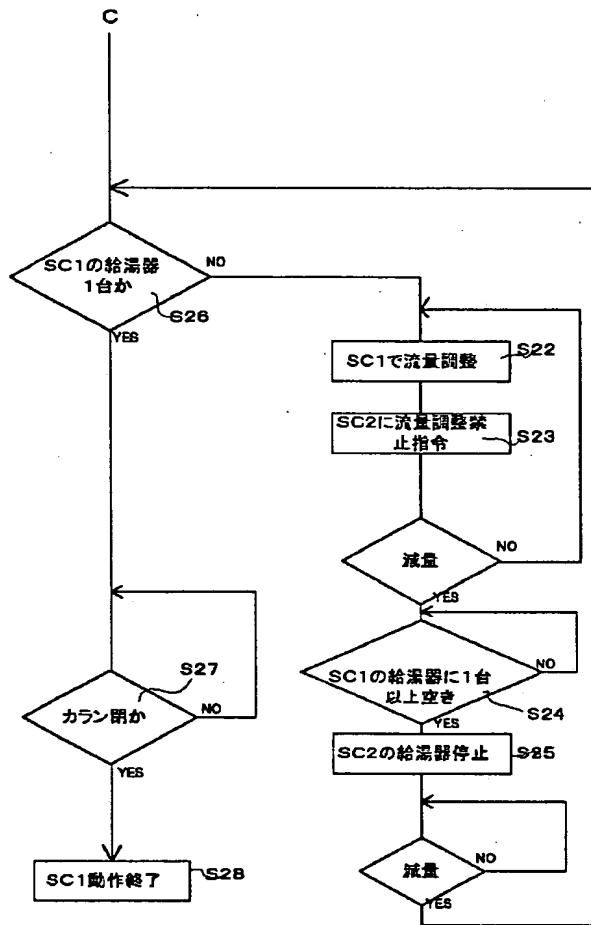 C
SC1の給湯器
1台か
NO
S26
YES
SC1で流量調整
S22
SC2に流量調整禁
止指令
S23
減量
NO
YES
SC1の給湯器に1台
以上空き
NO
S24
YES
SC2の給湯器停止
S25
減量
NO
YES
カラン閉か
S27
NO
YES
SC1動作終了
S28